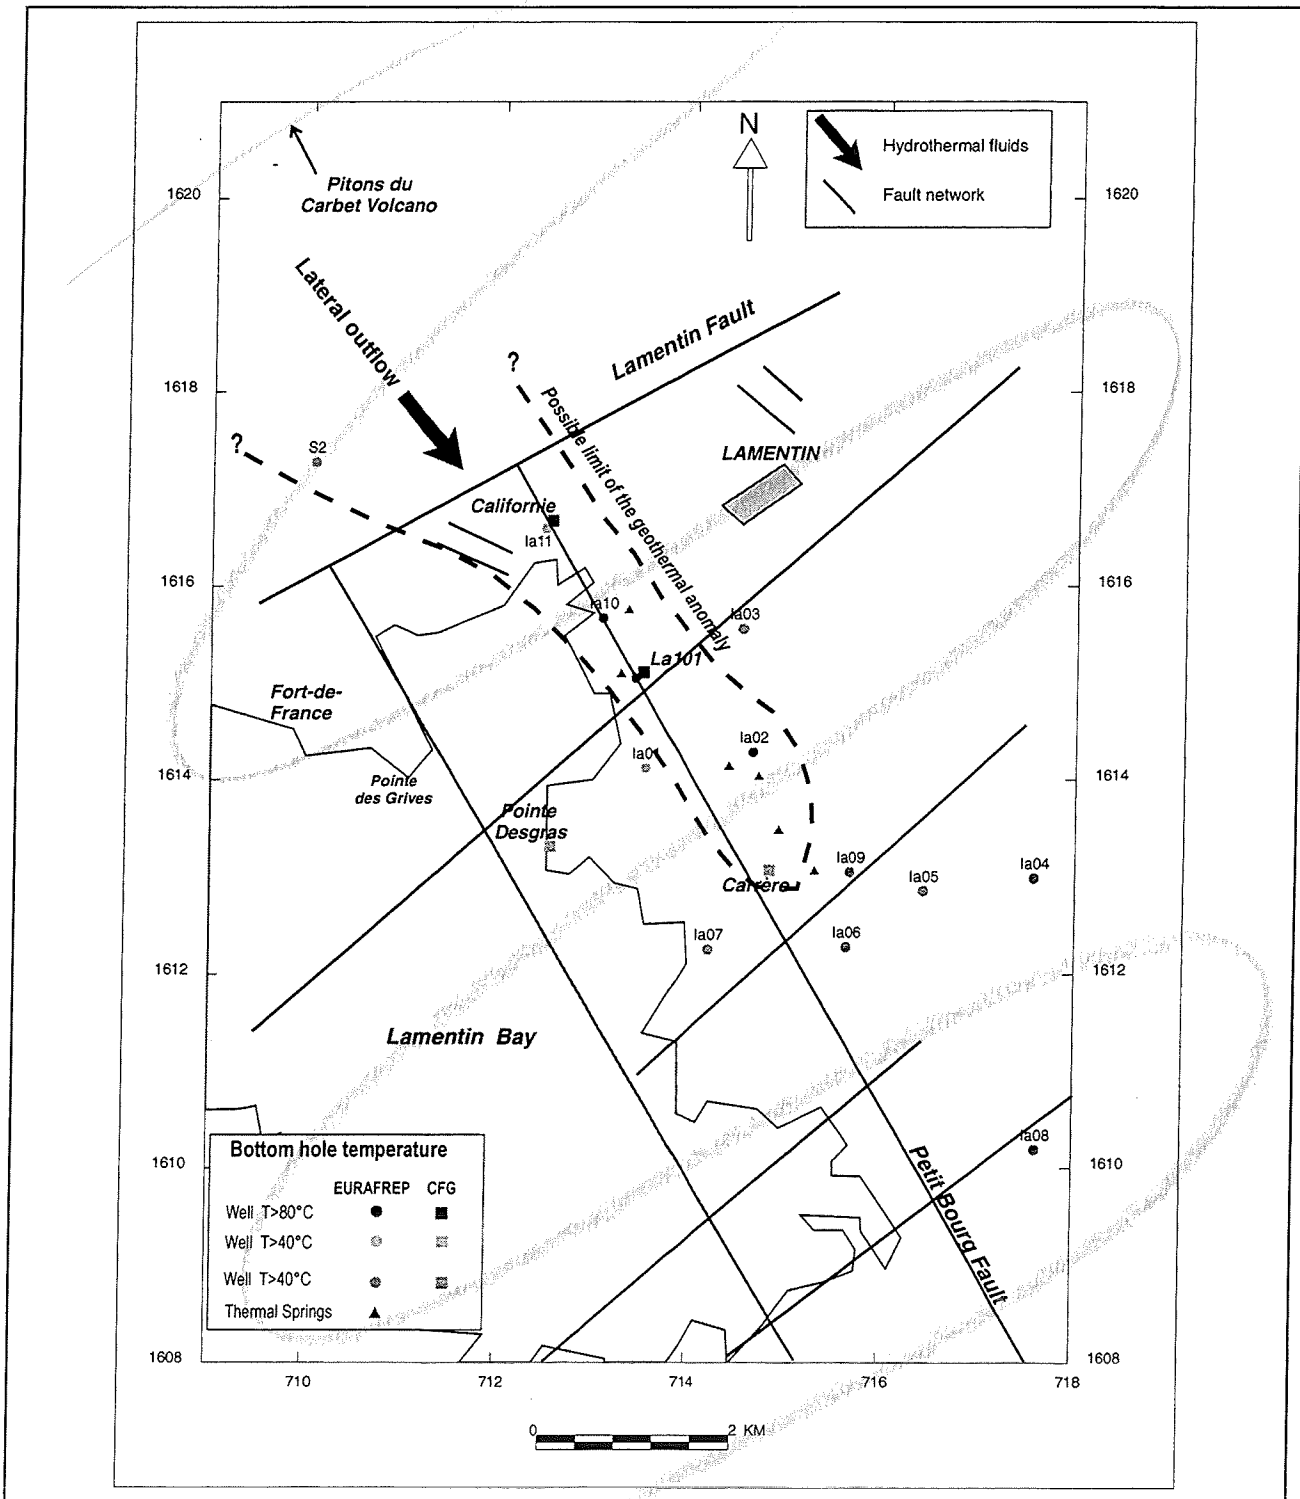 N
Hydrothermal fluids
Fault network
Pitons du
Carbet Volcano
1620
1620
Lateral outflow
Lamentin Fault
?
1618
1618
Possible limit of the geothermal anomaly
?
S2
LAMENTIN
Californie
la11
1616
1616
la10
la03
La101
Fort-de-
France
la02
la01
1614
1614
Pointe
des Grives
Pointe
Desgras
la09
la04
la05
Carrère
la07
la06
1612
1612
Lamentin Bay
la08
1610
1610
Petit Bourg Fault
Bottom hole temperature
EURAFREP CFG
Well T>80°C
Well T>40°C
Well T>40°C
Thermal Springs
1608
1608
710
712
714
716
718
0
2 KM